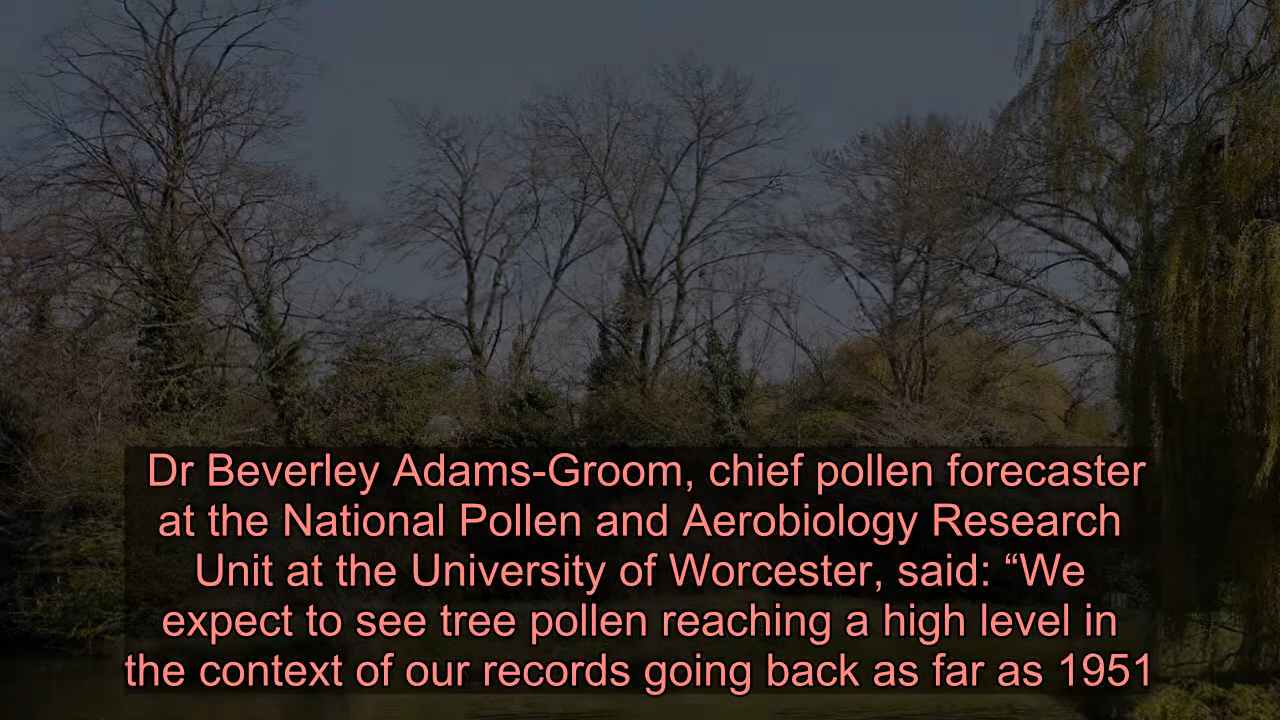 Dr Beverley Adams-Groom, chief pollen forecaster
at the National Pollen and Aerobiology Research
Unit at the University of Worcester, said: “We
expect to see tree pollen reaching a high level in
the context of our records going back as far as 1951